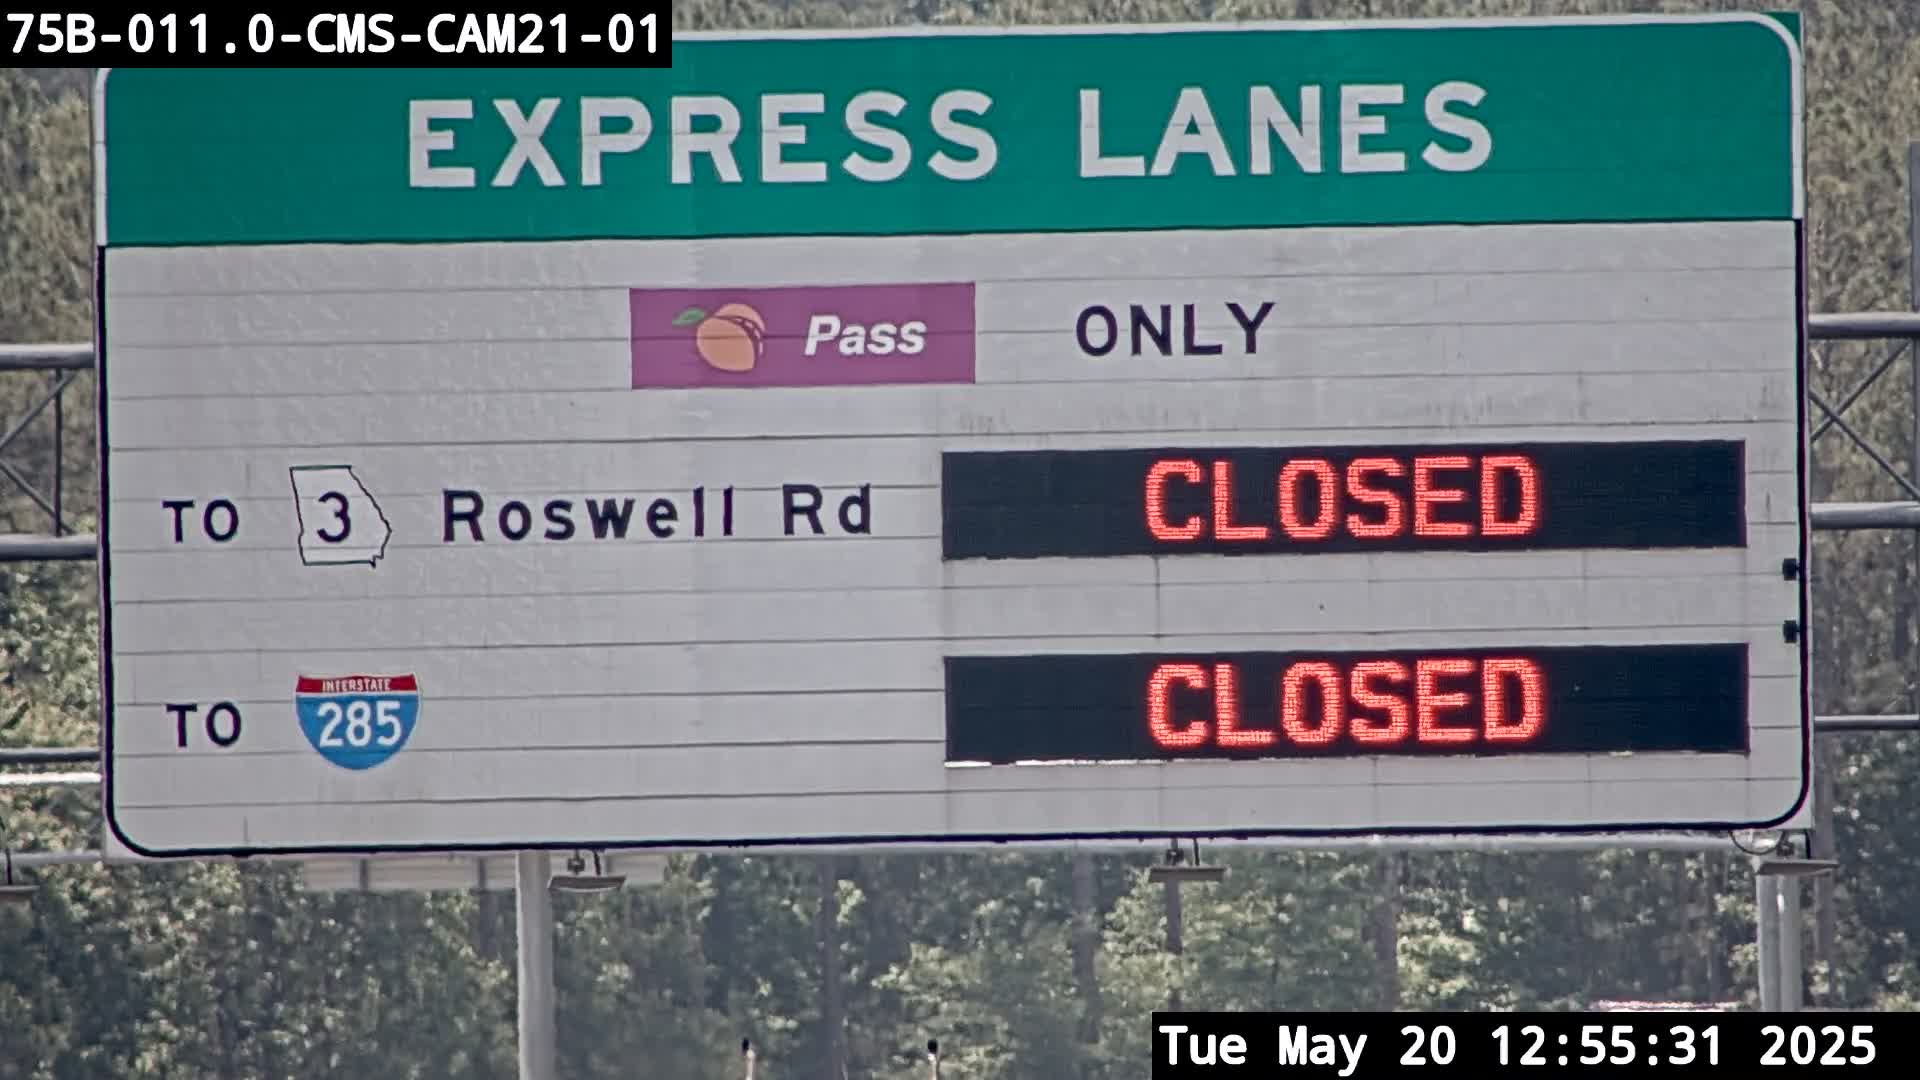 75B-011.0-CMS-CAM21-01
EXPRESS LANES
Pass ONLY
TO 3 Roswell Rd CLOSED
TO INTERSTATE 285 CLOSED
Tue May 20 12:55:31 2025